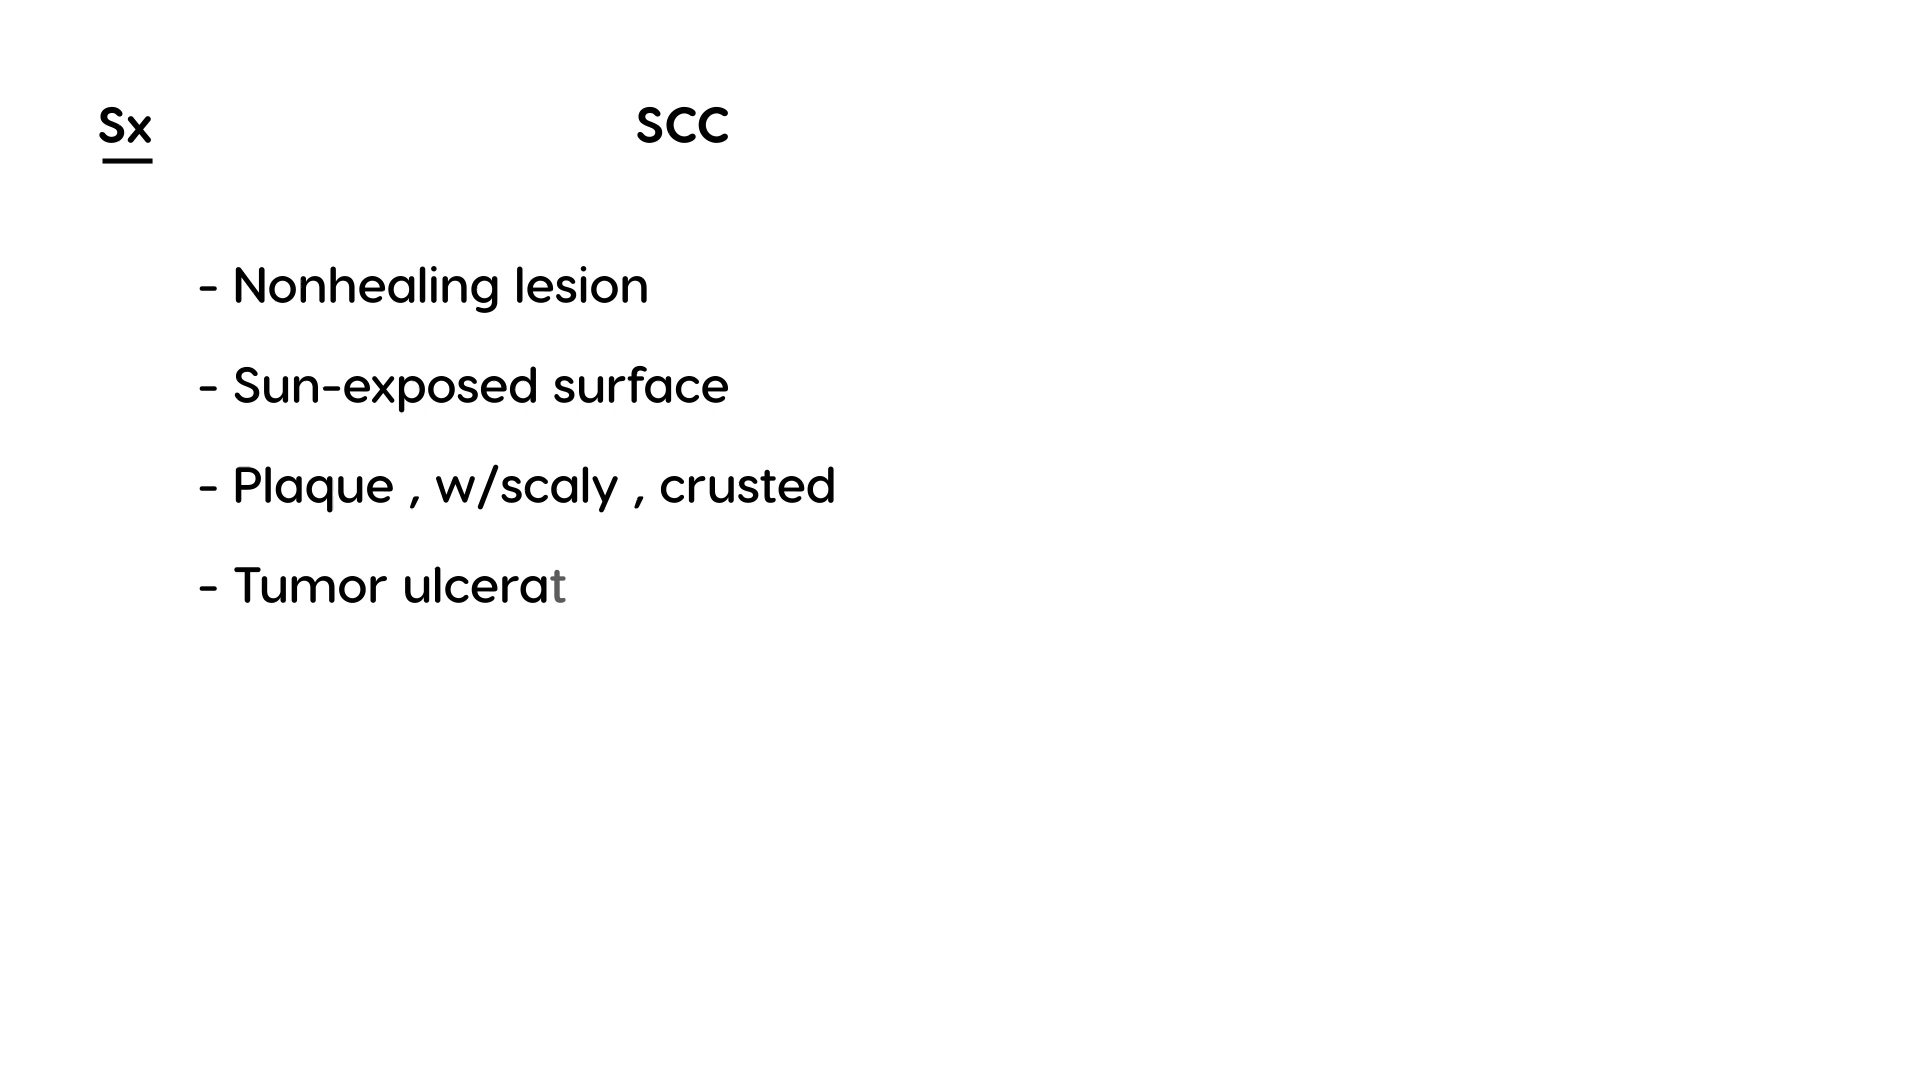 Sx SCC
- Nonhealing lesion
- Sun-exposed surface
- Plaque , w/scaly , crusted
- Tumor ulcerat